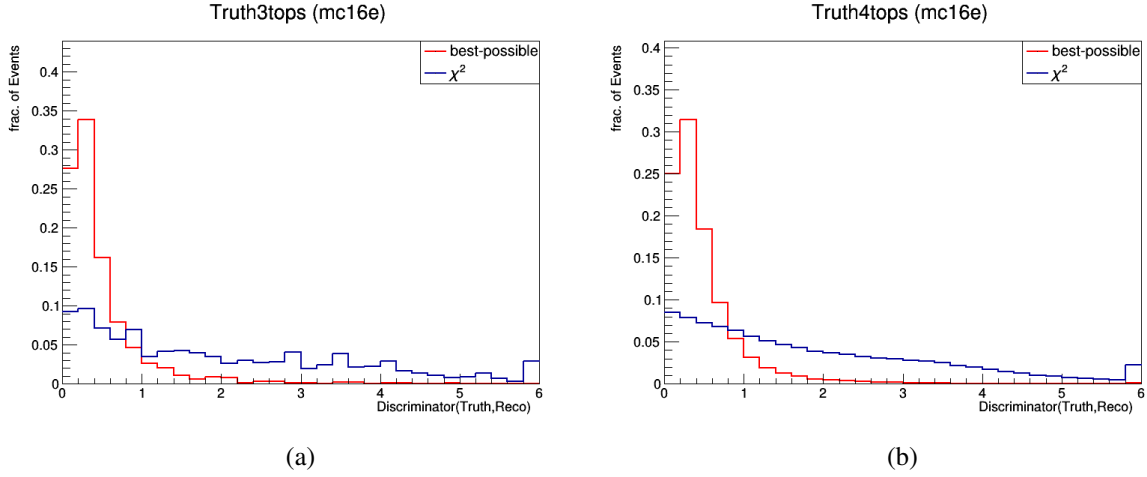 Truth3tops (mc16e)
frac. of Events
best-possible
χ²
0.4
0.35
0.3
0.25
0.2
0.15
0.1
0.05
0
0 1 2 3 4 5 6
Discriminator(Truth,Reco)
(a)
Truth4tops (mc16e)
frac. of Events
best-possible
χ²
0.4
0.35
0.3
0.25
0.2
0.15
0.1
0.05
0
0 1 2 3 4 5 6
Discriminator(Truth,Reco)
(b)